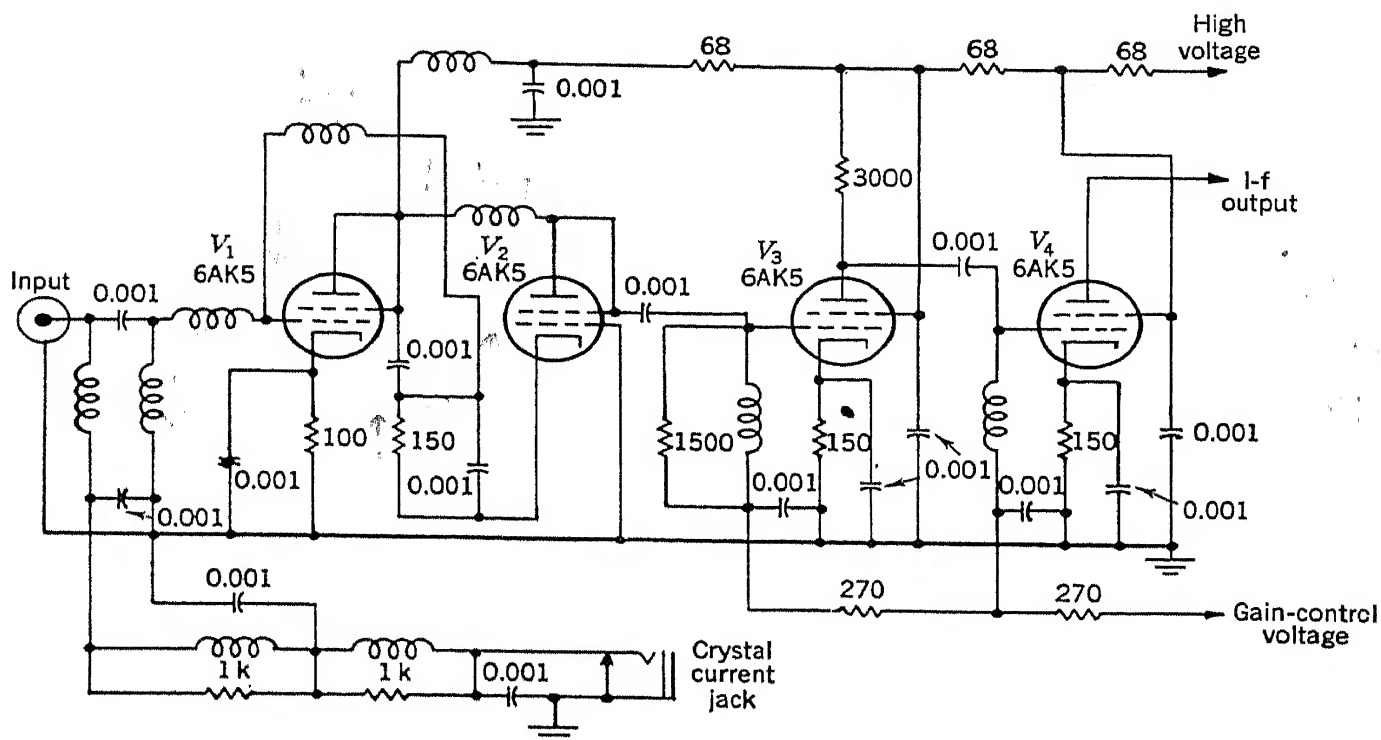 High
voltage
68
68
68
0.001
3000
I-f
output
V1
6AK5
V2
6AK5
V3
6AK5
V4
6AK5
Input
0.001
0.001
0.001
0.001
100
150
1500
150
150
0.001
0.001
0.001
0.001
0.001
0.001
0.001
0.001
0.001
0.001
270
270
Gain-control
voltage
1 k
1 k
0.001
Crystal
current
jack